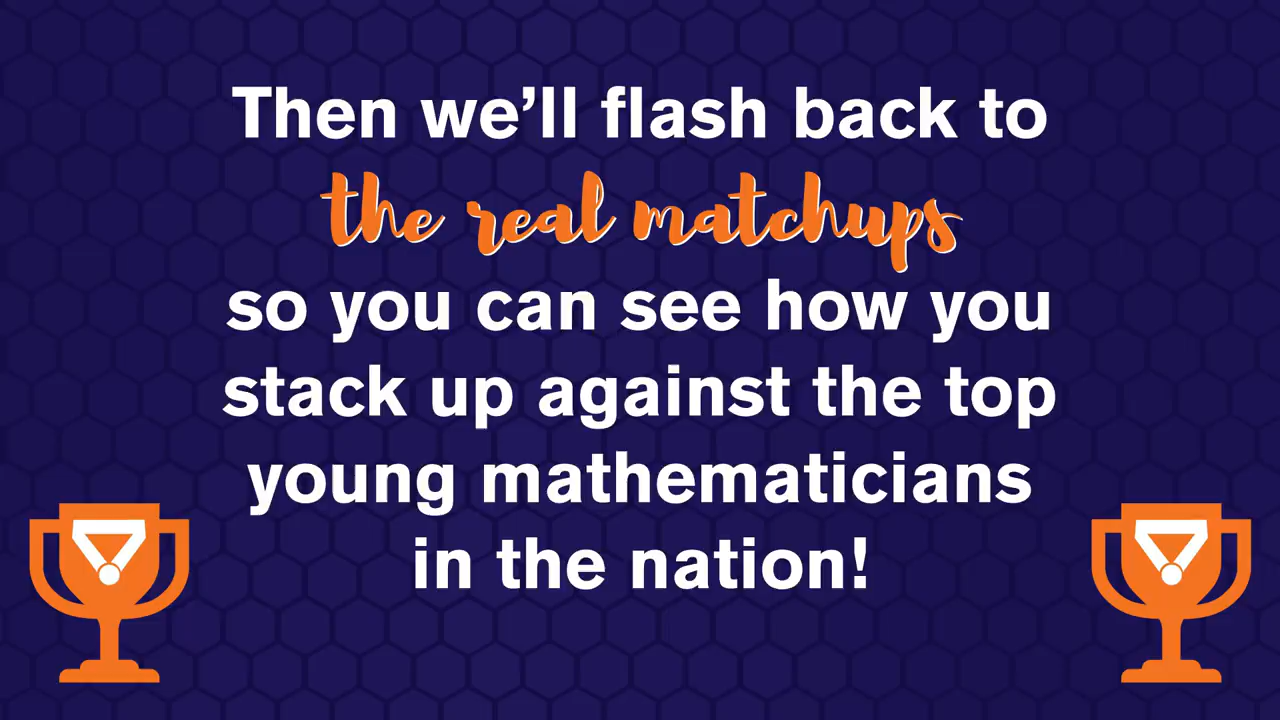 Then we’ll flash back to
the real matchups
so you can see how you
stack up against the top
young mathematicians
in the nation!